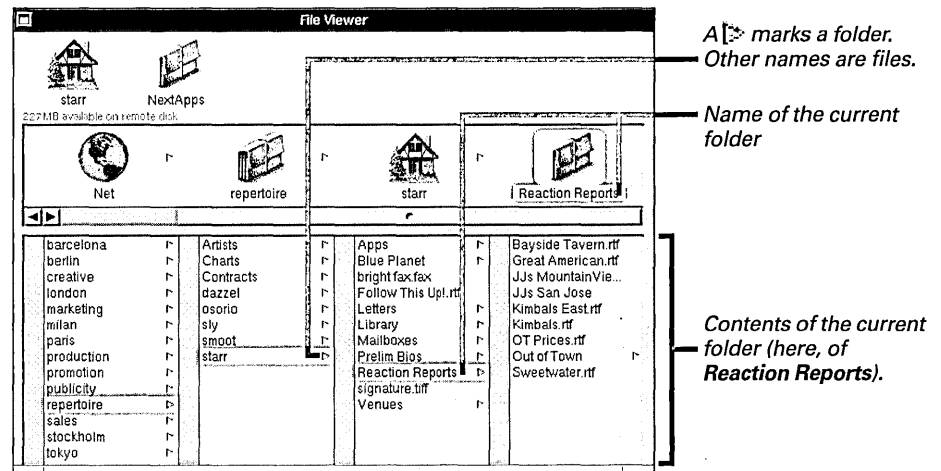 File Viewer
starr
NextApps
227MB available on remote disk
Net
repertoire
starr
Reaction Reports
barcelona
berlin
creative
london
marketing
milan
paris
production
promotion
publicity
repertoire
sales
stockholm
tokyo
Artists
Charts
Contracts
dazzel
osorio
sly
smoot
starr
Apps
Blue Planet
bright fax.fax
Follow This Up!.rtf
Letters
Library
Mailboxes
Prelim Bios
Reaction Reports
signature.tiff
Venues
Bayside Tavern.rtf
Great American.rtf
JJs MountainVie...
JJs San Jose
Kimbals East.rtf
Kimbals.rtf
OT Prices.rtf
Out of Town
Sweetwater.rtf
A marks a folder.
Other names are files.
Name of the current
folder
Contents of the current
folder (here, of
Reaction Reports).